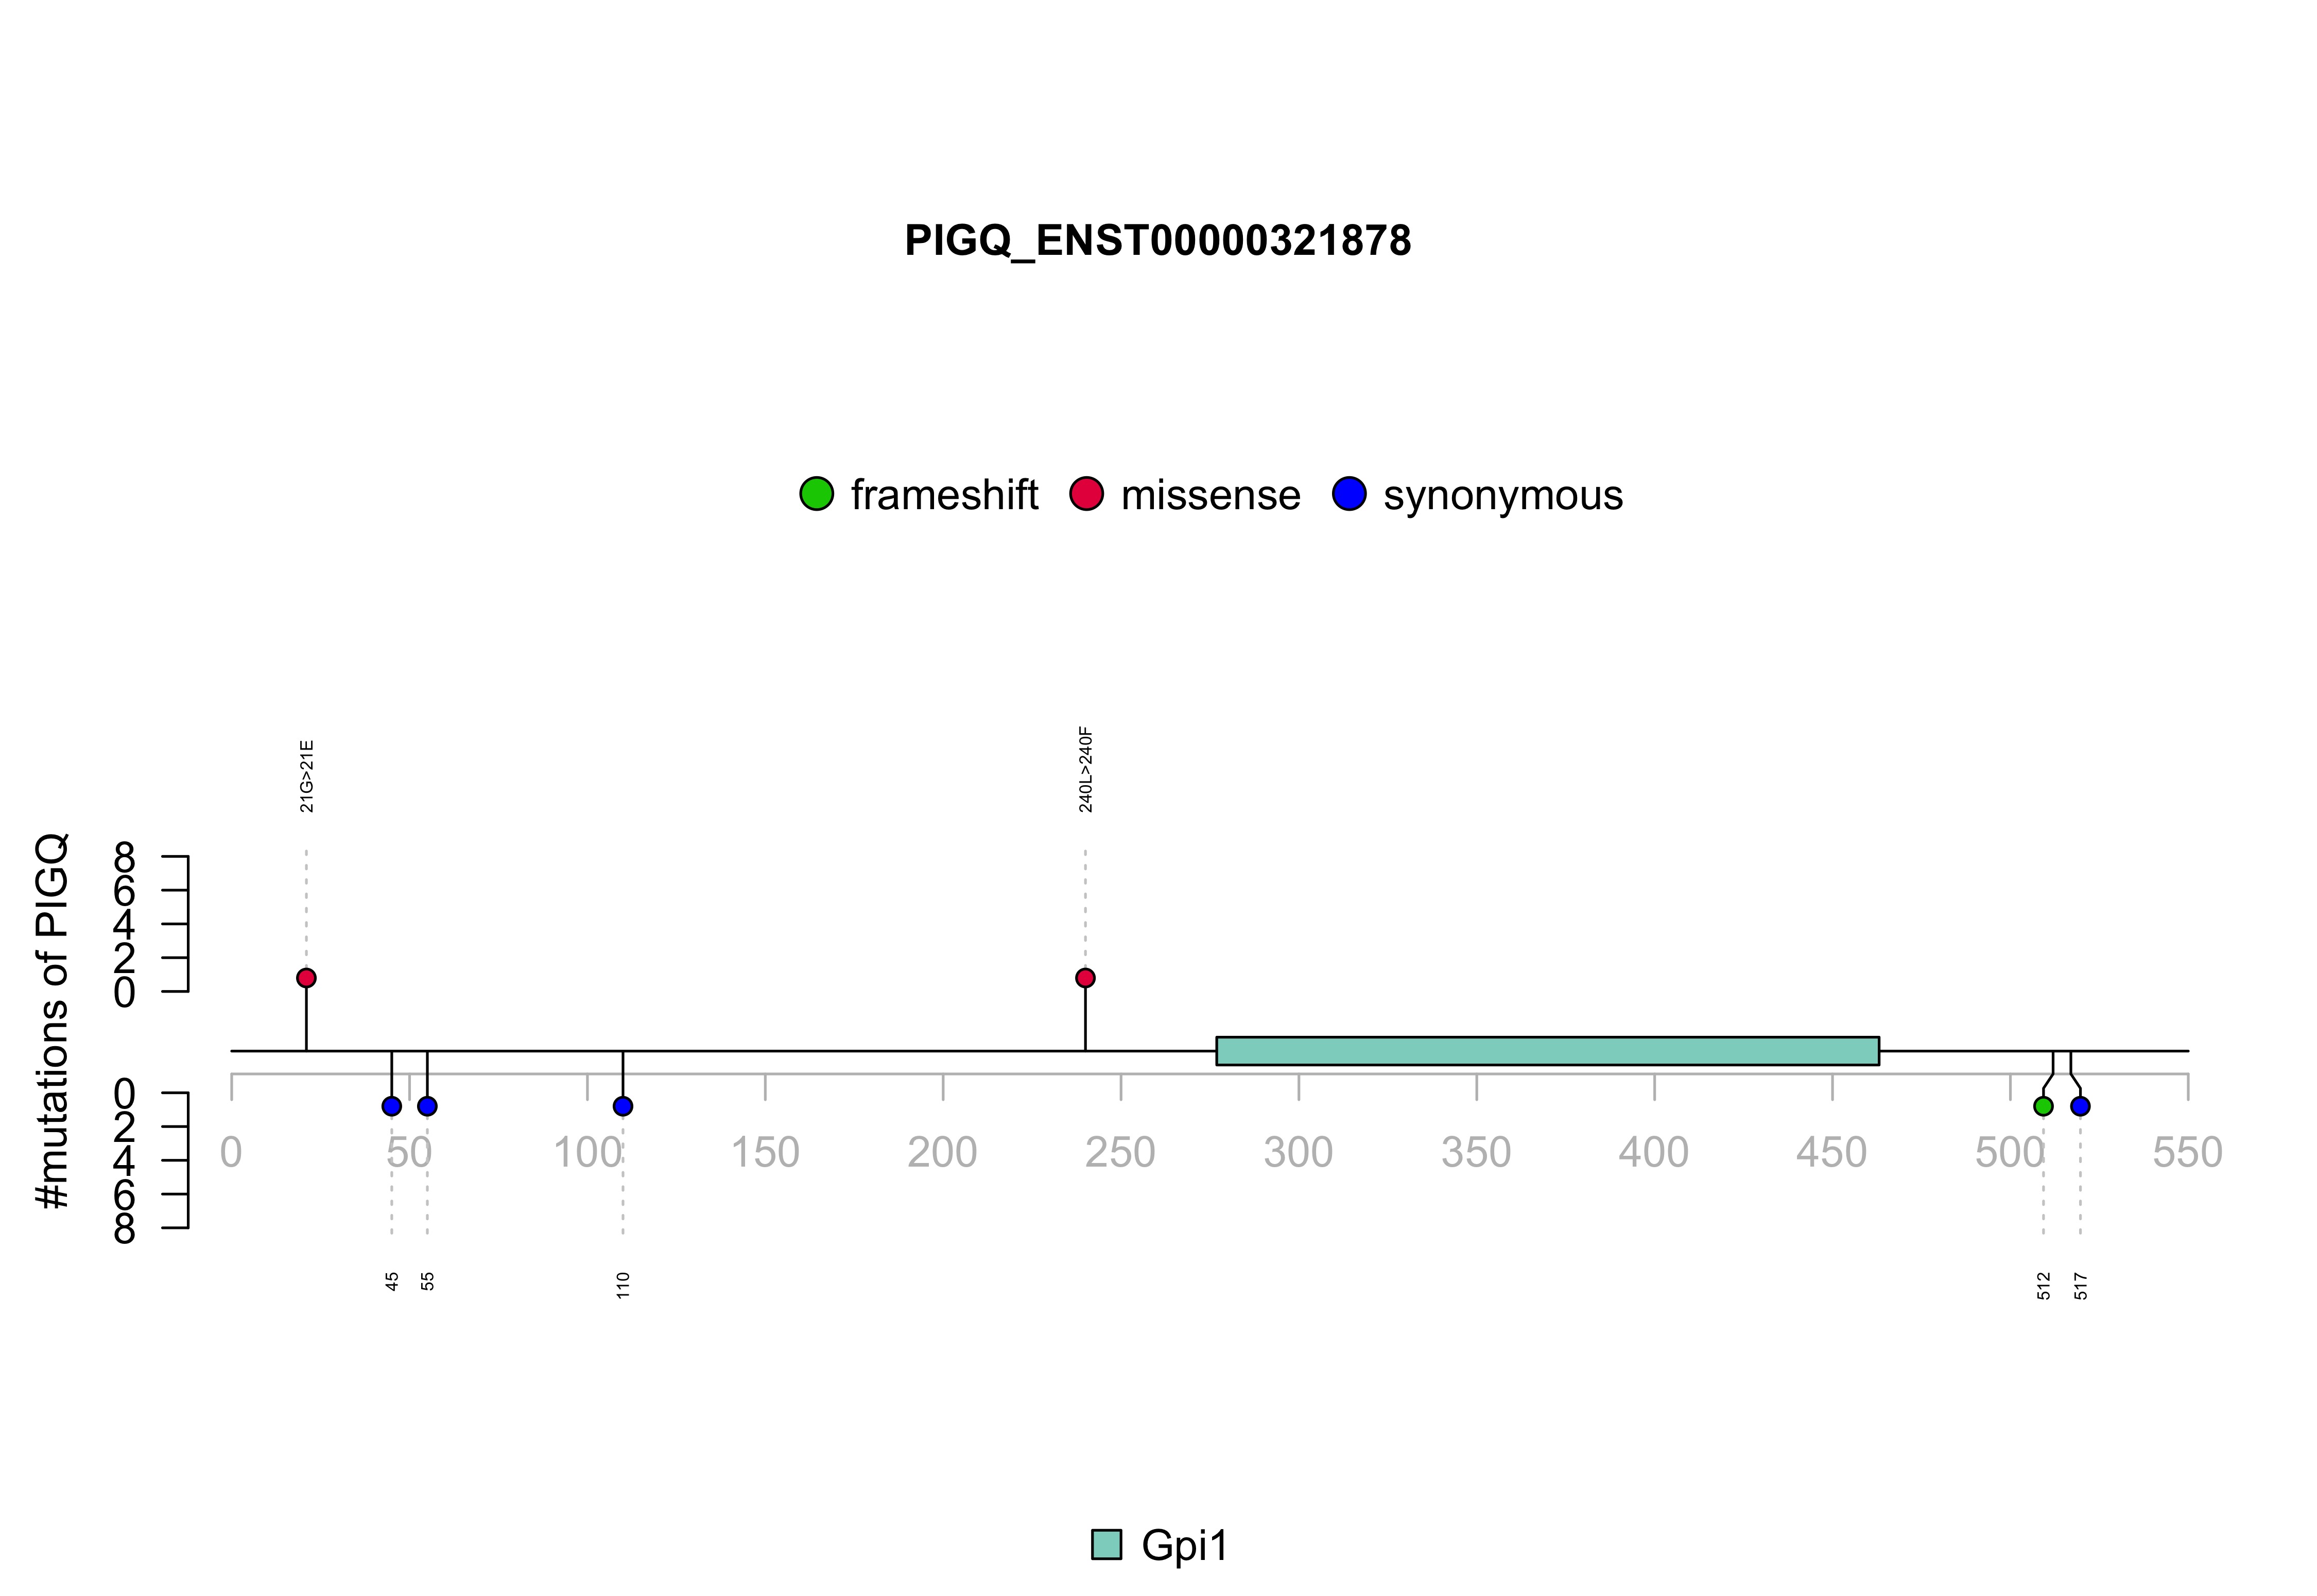 PIGQ_ENST00000321878
frameshift missense synonymous
21G>21E
240L>240F
#mutations of PIGQ
8
6
4
2
0
0
2
4
6
8
0 50 100 150 200 250 300 350 400 450 500 550
45 55 110 512 517
Gpi1